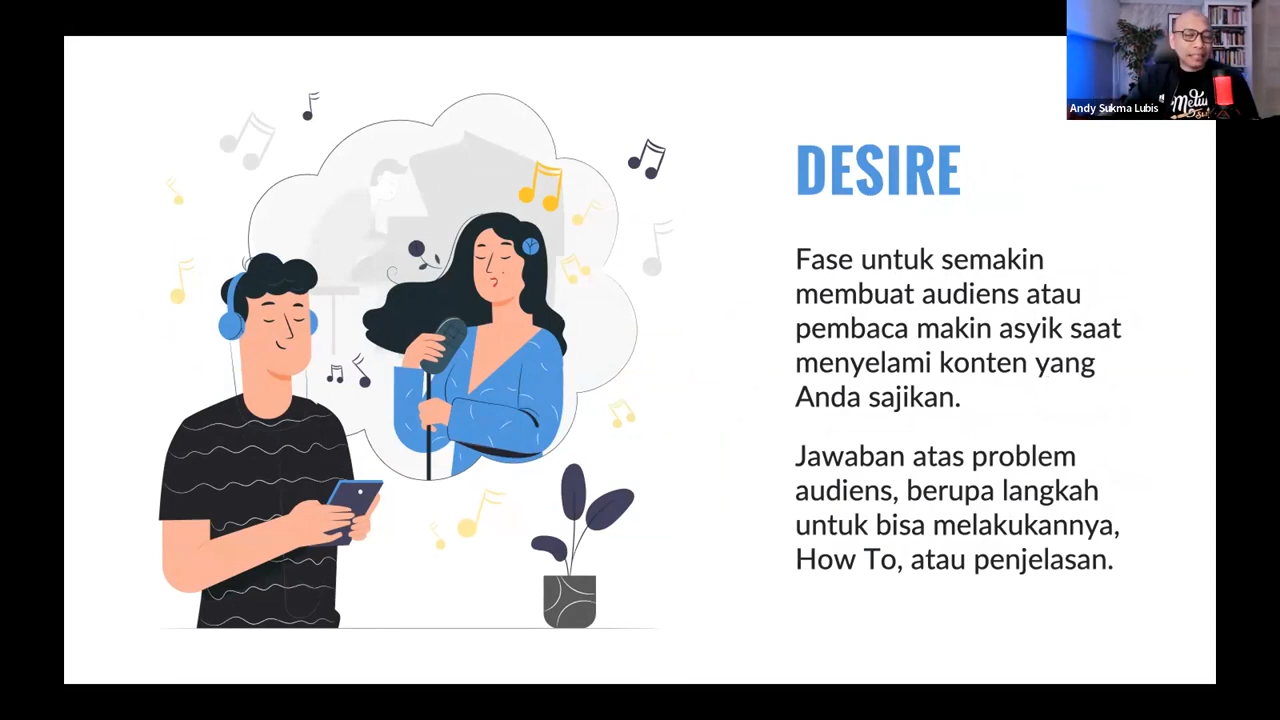 Andy Sukma Lubis
DESIRE
Fase untuk semakin
membuat audiens atau
pembaca makin asyik saat
menyelami konten yang
Anda sajikan.
Jawaban atas problem
audiens, berupa langkah
untuk bisa melakukannya,
How To, atau penjelasan.